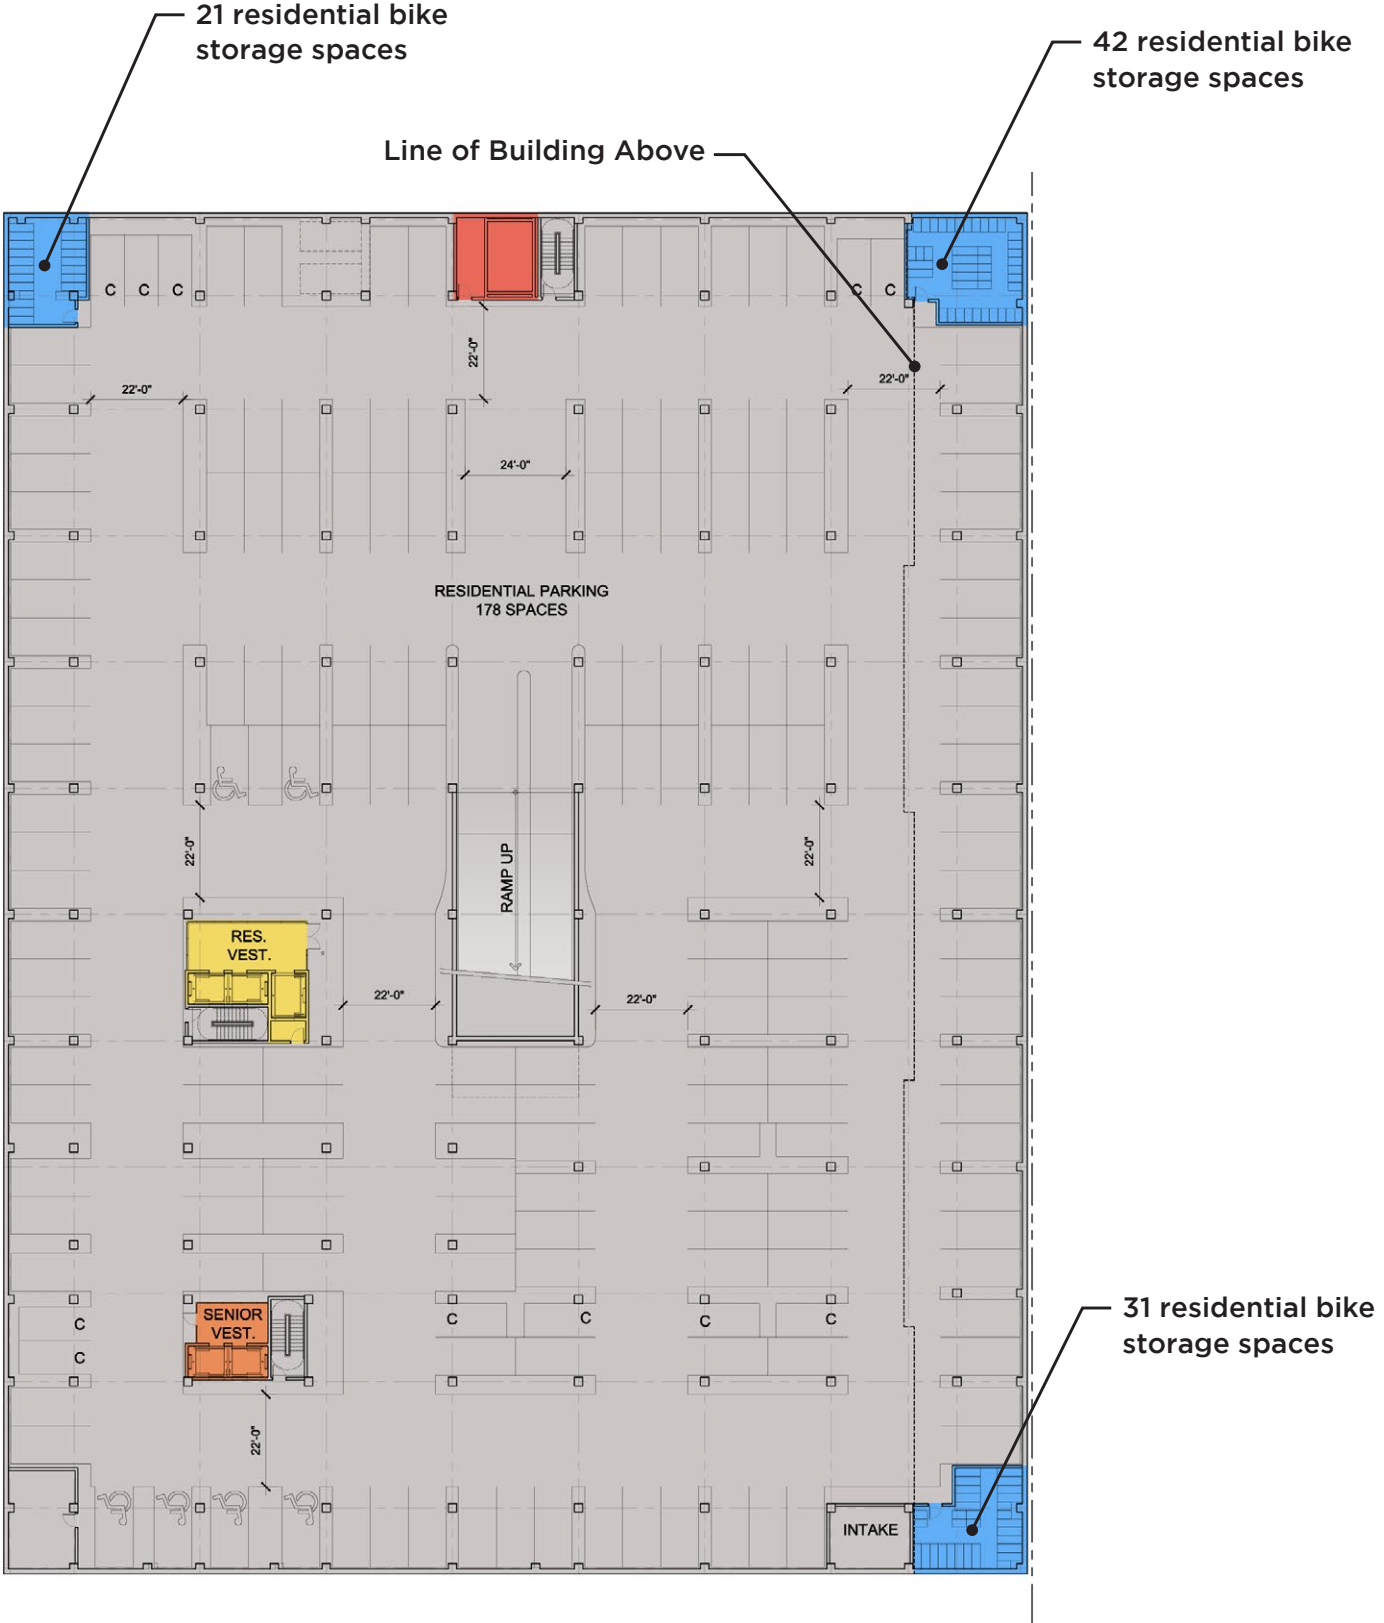 21 residential bike
storage spaces
42 residential bike
storage spaces
Line of Building Above
C C C
C C
22'-0"
22'-0"
22'-0"
24'-0"
RESIDENTIAL PARKING
178 SPACES
22'-0"
RAMP UP
22'-0"
RES.
VEST.
22'-0"
22'-0"
31 residential bike
storage spaces
SENIOR
VEST.
C
C
C
C
C
C
22'-0"
INTAKE